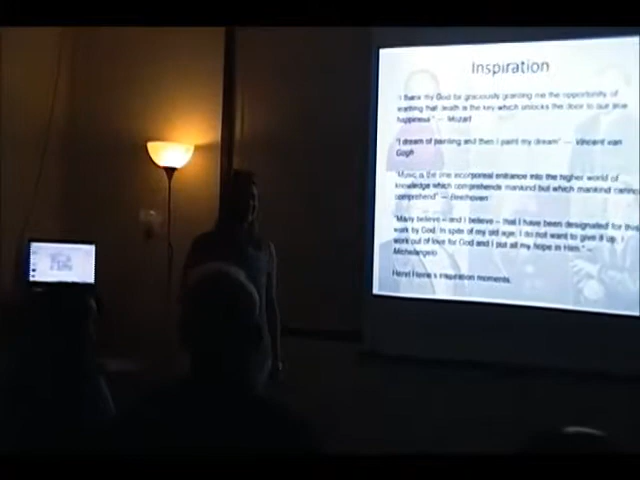 Inspiration
"I thank my God for graciously granting me the opportunity of
earthing that death is the key which unlocks the door to our true
happiness." — Mozart
"I dream of painting and then I paint my dream" — Vincent van
Gogh
"Music is the one incorporeal entrance into the higher world of
knowledge which comprehends mankind but which mankind cannot
comprehend" — Beethoven
"Many believe – and I believe – that I have been designated for this
work by God. In spite of my old age, I do not want to give it up; I
work out of love for God and I put all my hope in Him." –
Michelangelo
inspiration moments.